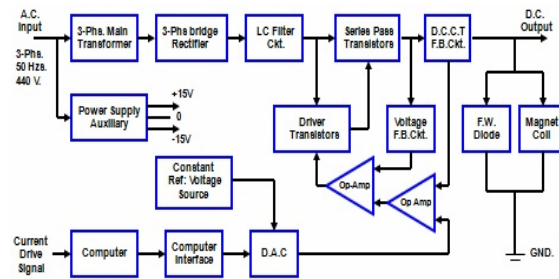 A.C.
Input
3-Phs.
50 Hzs.
440 V.
3-Phs. Main
Transformer
3-Phs bridge
Rectifier
LC Filter
Ckt.
Series Pass
Transistors
D.C.C.T
F.B.Ckt.
D.C.
Output
Power Supply
Auxiliary
+15V
0
-15V
Driver
Transistors
Voltage
F.B.Ckt.
F.W.
Diode
Magnet
Coil
Constant
Ref: Voltage
Source
Op-Amp
Op Amp
Current
Drive
Signal
Computer
Computer
Interface
D.A.C
GND.